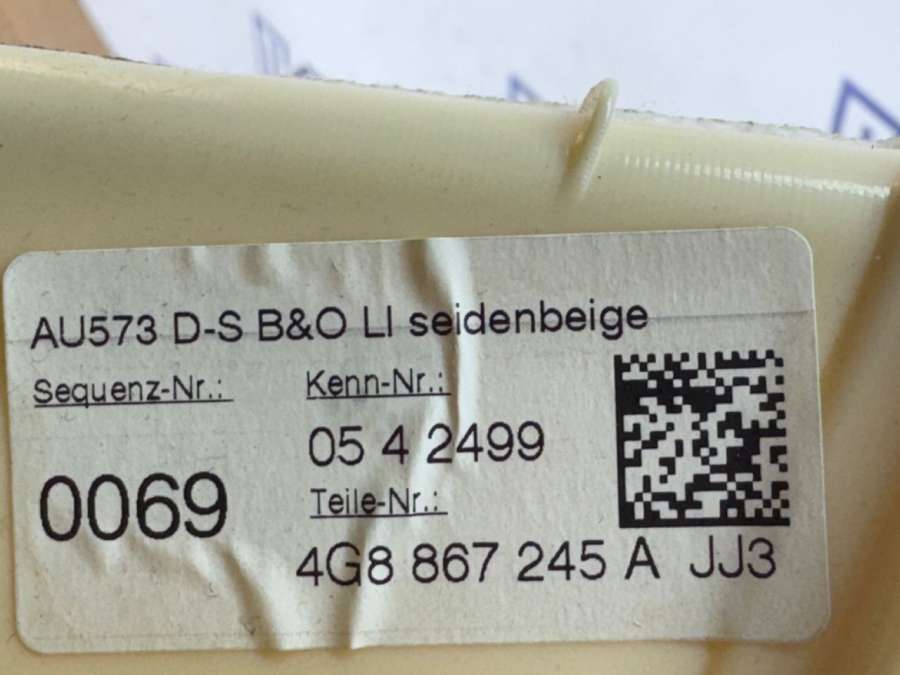 AU573 D-S B&O LI seidenbeige
Sequenz-Nr.: Kenn-Nr.:
05 4 2499
0069 Teile-Nr.:
4G8 867 245 A JJ3